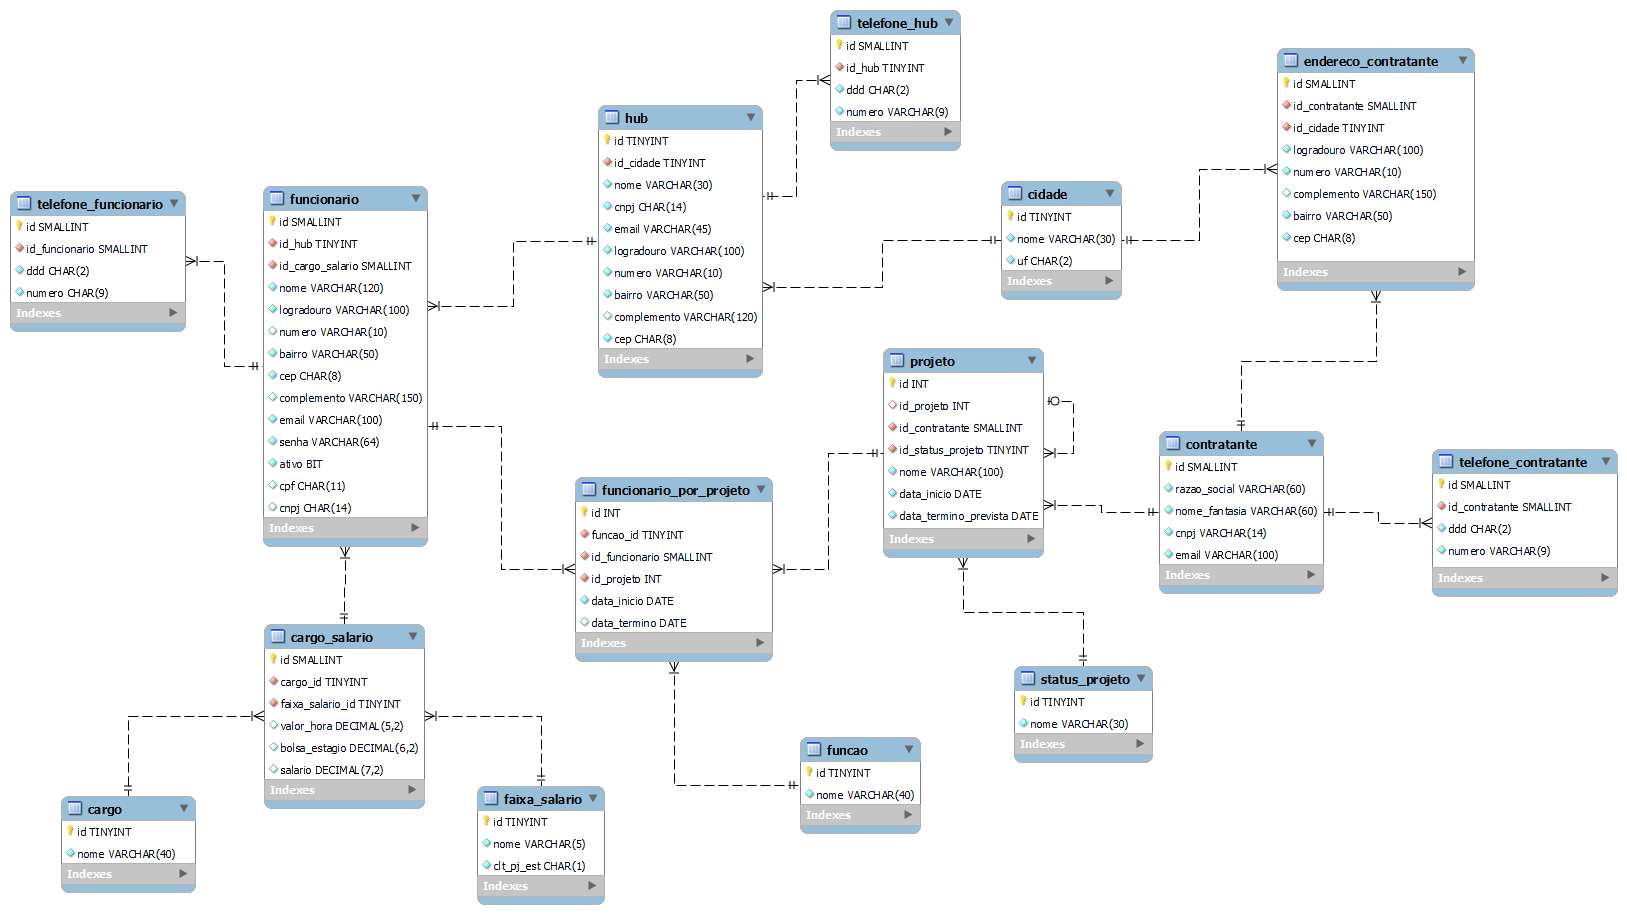 telefone_hub
id SMALLINT
id_hub TINYINT
ddd CHAR(2)
numero VARCHAR(9)
Indexes
endereco_contratante
id SMALLINT
id_contratante SMALLINT
id_cidade TINYINT
logradouro VARCHAR(100)
numero VARCHAR(10)
complemento VARCHAR(150)
bairro VARCHAR(50)
cep CHAR(8)
Indexes
hub
id TINYINT
id_cidade TINYINT
nome VARCHAR(30)
cnpj CHAR(14)
email VARCHAR(45)
logradouro VARCHAR(100)
numero VARCHAR(10)
bairro VARCHAR(50)
complemento VARCHAR(120)
cep CHAR(8)
Indexes
telefone_funcionario
id SMALLINT
id_funcionario SMALLINT
ddd CHAR(2)
numero CHAR(9)
Indexes
funcionario
id SMALLINT
id_hub TINYINT
id_cargo_salario SMALLINT
nome VARCHAR(120)
logradouro VARCHAR(100)
numero VARCHAR(10)
bairro VARCHAR(50)
cep CHAR(8)
complemento VARCHAR(150)
email VARCHAR(100)
senha VARCHAR(64)
ativo BIT
cpf CHAR(11)
cnpj CHAR(14)
Indexes
cidade
id TINYINT
nome VARCHAR(30)
uf CHAR(2)
Indexes
projeto
id INT
id_projeto INT
id_contratante SMALLINT
id_status_projeto TINYINT
nome VARCHAR(100)
data_inicio DATE
data_termino_prevista DATE
Indexes
contratante
id SMALLINT
razao_social VARCHAR(60)
nome_fantasia VARCHAR(60)
cnpj VARCHAR(14)
email VARCHAR(100)
Indexes
telefone_contratante
id SMALLINT
id_contratante SMALLINT
ddd CHAR(2)
numero VARCHAR(9)
Indexes
funcionario_por_projeto
id INT
funcao_id TINYINT
id_funcionario SMALLINT
id_projeto INT
data_inicio DATE
data_termino DATE
Indexes
cargo_salario
id SMALLINT
cargo_id TINYINT
faixa_salario_id TINYINT
valor_hora DECIMAL(5,2)
bolsa_estagio DECIMAL(6,2)
salario DECIMAL(7,2)
Indexes
status_projeto
id TINYINT
nome VARCHAR(30)
Indexes
funcao
id TINYINT
nome VARCHAR(40)
Indexes
cargo
id TINYINT
nome VARCHAR(40)
Indexes
faixa_salario
id TINYINT
nome VARCHAR(5)
clt_pj_est CHAR(1)
Indexes